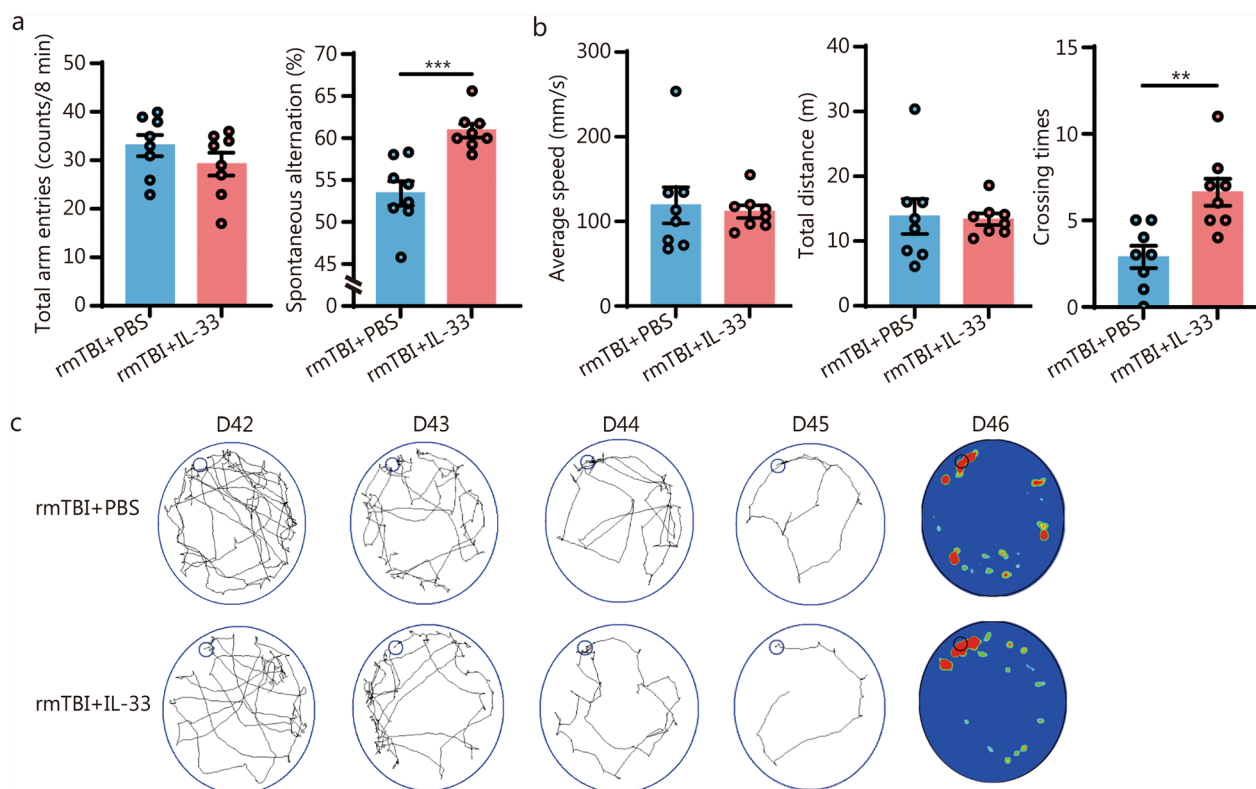 a
Total arm entries (counts/8 min)
50
40
30
20
10
0
rmTBI+PBS
rmTBI+IL-33
Spontaneous alternation (%)
70
65
60
55
50
45
0
***
rmTBI+PBS
rmTBI+IL-33
b
Average speed (mm/s)
300
200
100
0
rmTBI+PBS
rmTBI+IL-33
Total distance (m)
40
30
20
10
0
rmTBI+PBS
rmTBI+IL-33
Crossing times
15
10
5
0
**
rmTBI+PBS
rmTBI+IL-33
c
D42 D43 D44 D45 D46
rmTBI+PBS
rmTBI+IL-33